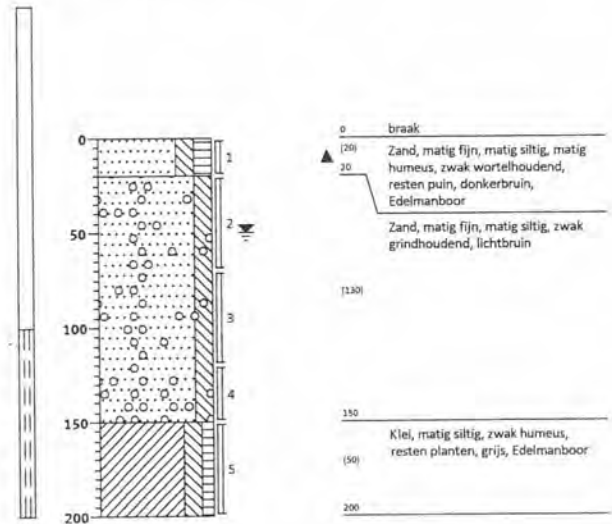 0
50
100
150
200
1
2
3
4
5
0 braak
(20) Zand, matig fijn, matig siltig, matig
humeus, zwak wortelhoudend,
20
resten puin, donkerbruin,
Edelmanboor
Zand, matig fijn, matig siltig, zwak
grindhoudend, lichtbruin
(130)
150
Klei, matig siltig, zwak humeus,
resten planten, grijs, Edelmanboor
(50)
200